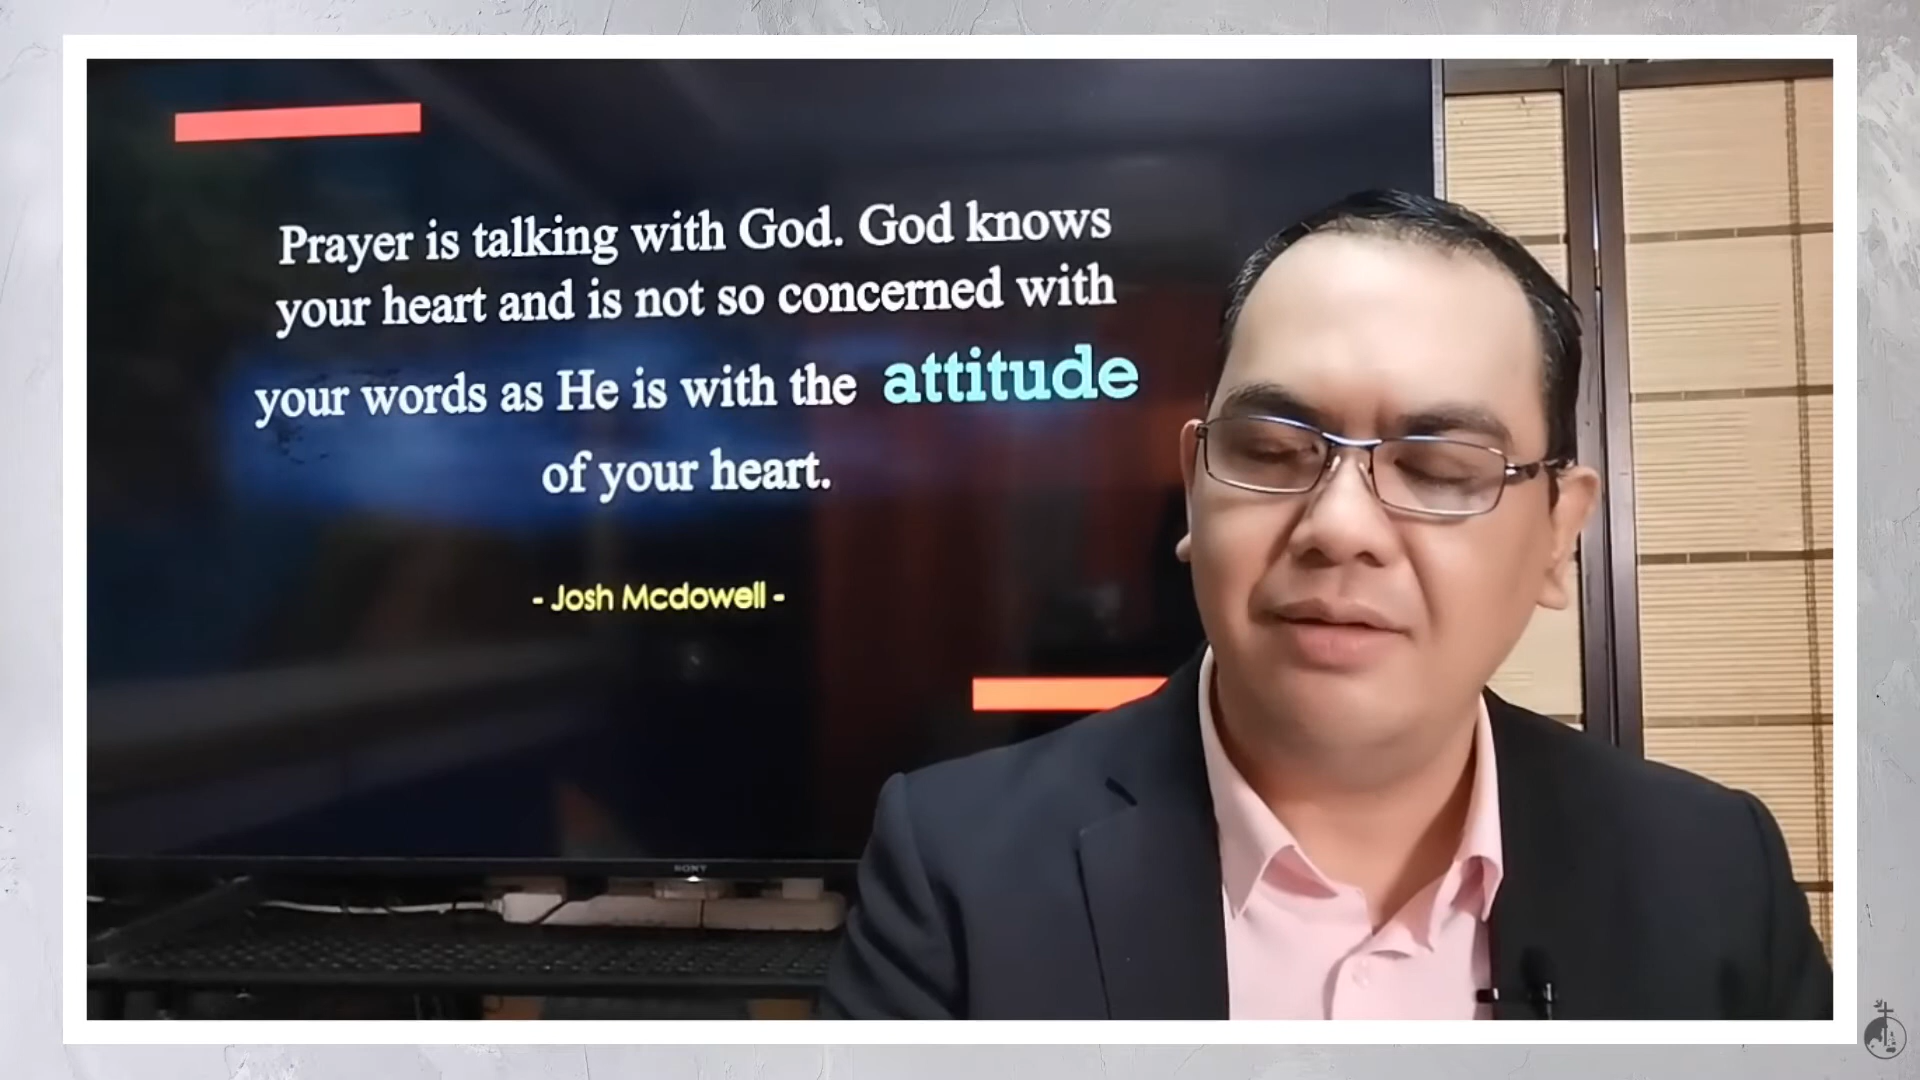 Prayer is talking with God. God knows
your heart and is not so concerned with
your words as He is with the attitude
of your heart.
- Josh Mcdowell -
SONY